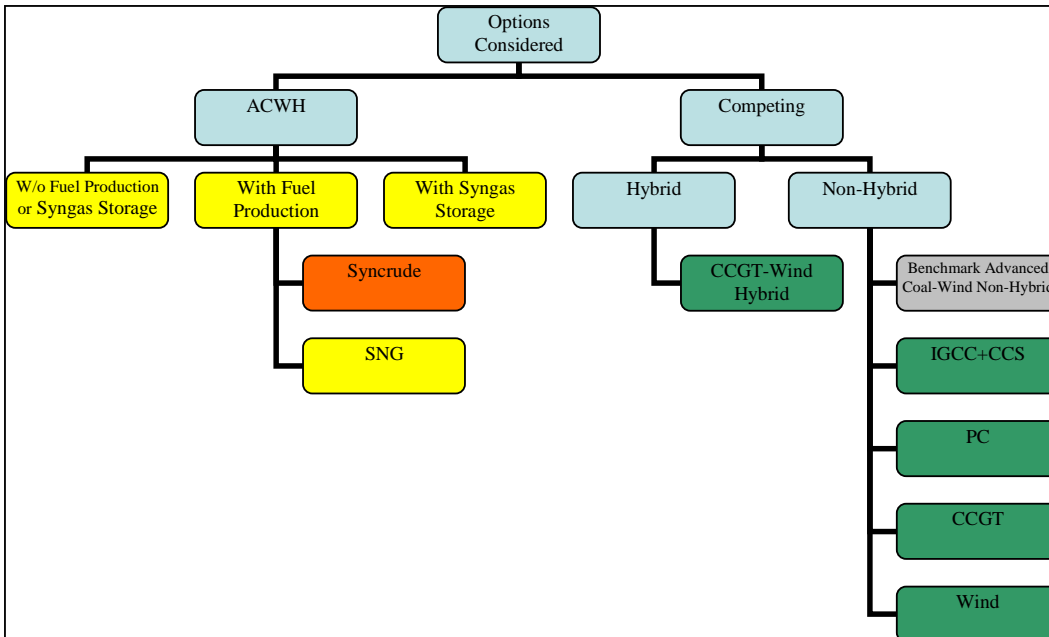 Options
Considered
ACWH
Competing
W/o Fuel Production
or Syngas Storage
With Fuel
Production
With Syngas
Storage
Hybrid
Non-Hybrid
Syncrude
CCGT-Wind
Hybrid
Benchmark Advanced
Coal-Wind Non-Hybrid
SNG
IGCC+CCS
PC
CCGT
Wind